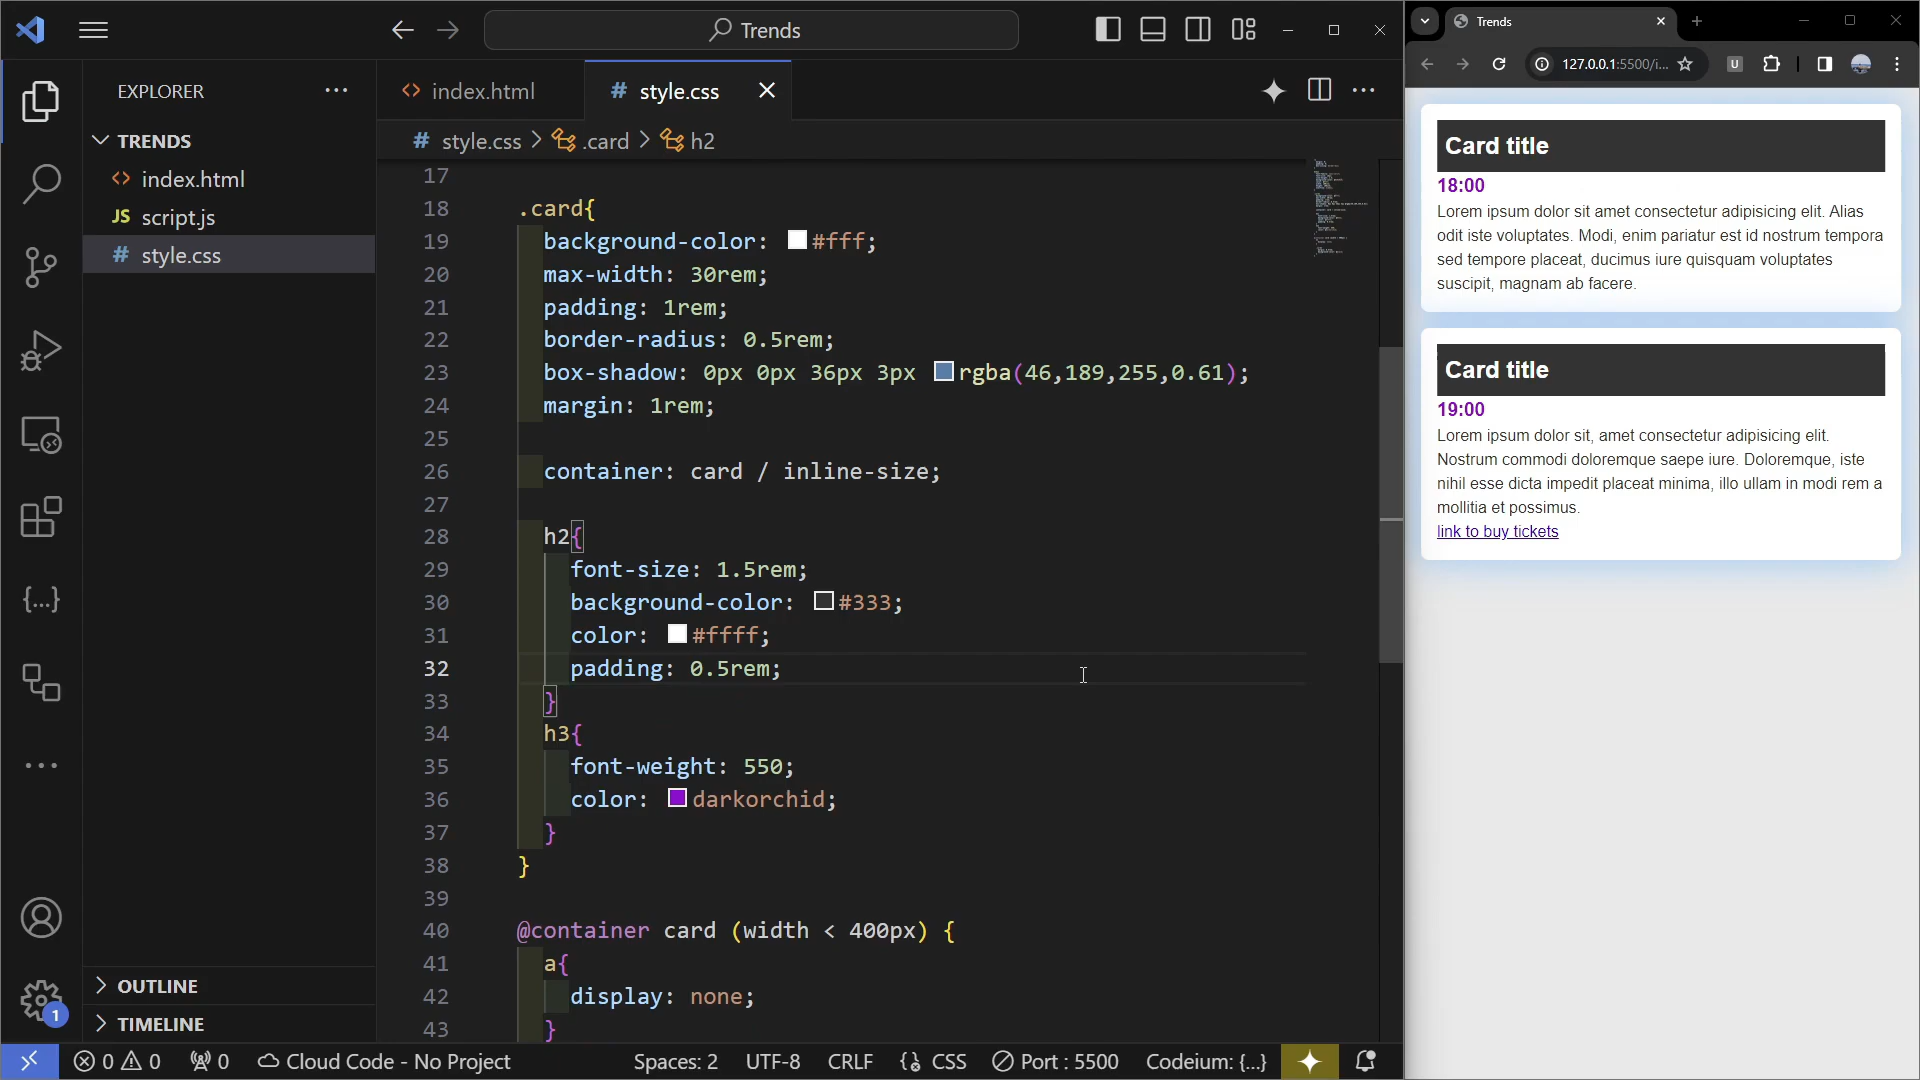 Trends
EXPLORER
TRENDS
index.html
JS script.js
# style.css
OUTLINE
TIMELINE
1
index.html
# style.css
# style.css > .card > h2
17
18 .card{
19 background-color: #fff;
20 max-width: 30rem;
21 padding: 1rem;
22 border-radius: 0.5rem;
23 box-shadow: 0px 0px 36px 3px rgba(46,189,255,0.61);
24 margin: 1rem;
25
26 container: card / inline-size;
27
28 h2{
29 font-size: 1.5rem;
30 background-color: #333;
31 color: #ffff;
32 padding: 0.5rem;
33 }
34 h3{
35 font-weight: 550;
36 color: darkorchid;
37 }
38 }
39
40 @container card (width < 400px) {
41 a{
42 display: none;
43 }
0 0 0 Cloud Code - No Project Spaces: 2 UTF-8 CRLF CSS Port : 5500 Codeium: {...}
Trends
127.0.0.1:5500/i... U
Card title
18:00
Lorem ipsum dolor sit amet consectetur adipisicing elit. Alias
odit iste voluptates. Modi, enim pariatur est id nostrum tempora
sed tempore placeat, ducimus iure quisquam voluptates
suscipit, magnam ab facere.
Card title
19:00
Lorem ipsum dolor sit, amet consectetur adipisicing elit.
Nostrum commodi doloremque saepe iure. Doloremque, iste
nihil esse dicta impedit placeat minima, illo ullam in modi rem a
mollitia et possimus.
link to buy tickets